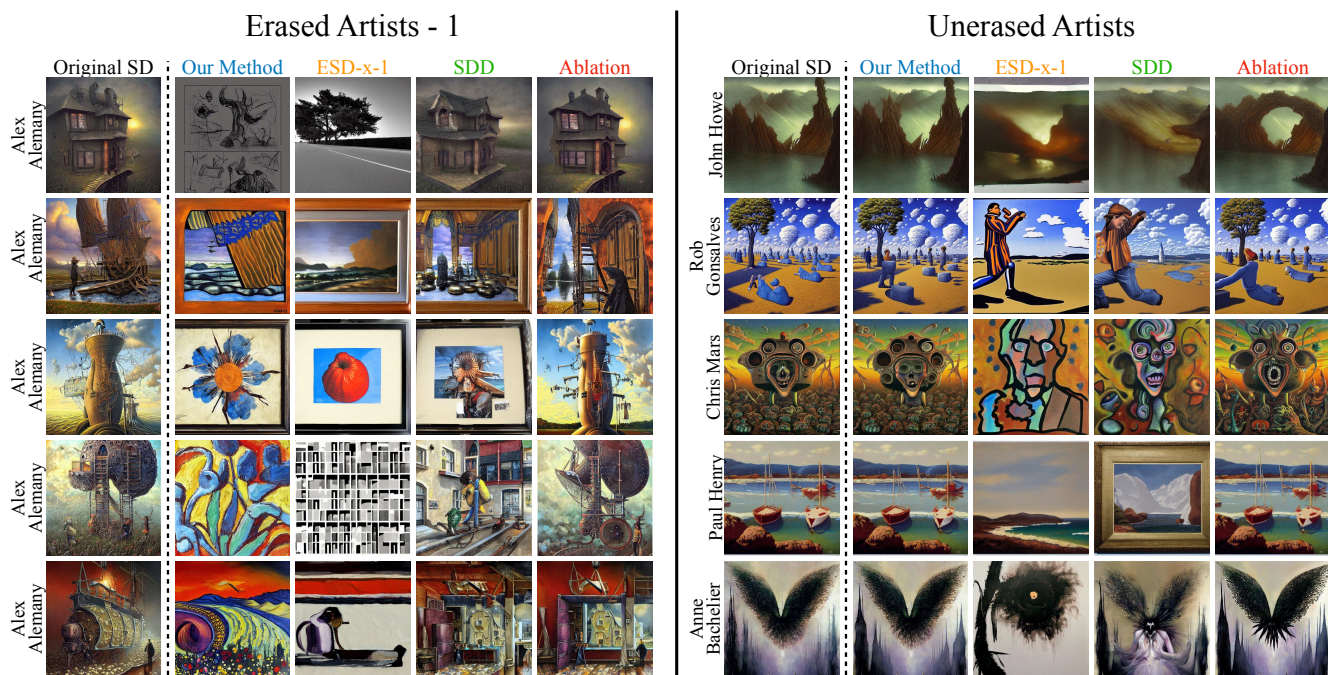 Erased Artists - 1
Original SD
Our Method
ESD-x-1
SDD
Ablation
Alex
Alemany
Alex
Alemany
Alex
Alemany
Alex
Alemany
Alex
Alemany
Unerased Artists
Original SD
Our Method
ESD-x-1
SDD
Ablation
John Howe
Rob
Gonsalves
Chris Mars
Paul Henry
Anne
Bachelier